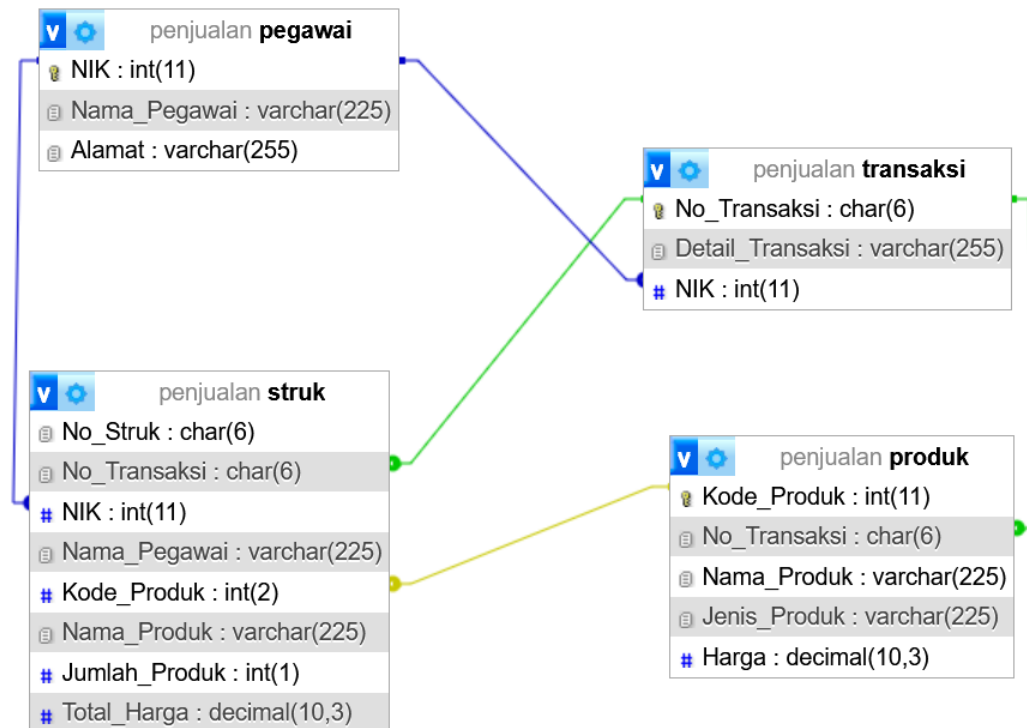 v penjualan pegawai
NIK : int(11)
Nama_Pegawai : varchar(225)
Alamat : varchar(255)
v penjualan transaksi
No_Transaksi : char(6)
Detail_Transaksi : varchar(255)
# NIK : int(11)
v penjualan struk
No_Struk : char(6)
No_Transaksi : char(6)
# NIK : int(11)
Nama_Pegawai : varchar(225)
# Kode_Produk : int(2)
Nama_Produk : varchar(225)
# Jumlah_Produk : int(1)
# Total_Harga : decimal(10,3)
v penjualan produk
Kode_Produk : int(11)
No_Transaksi : char(6)
Nama_Produk : varchar(225)
Jenis_Produk : varchar(225)
# Harga : decimal(10,3)